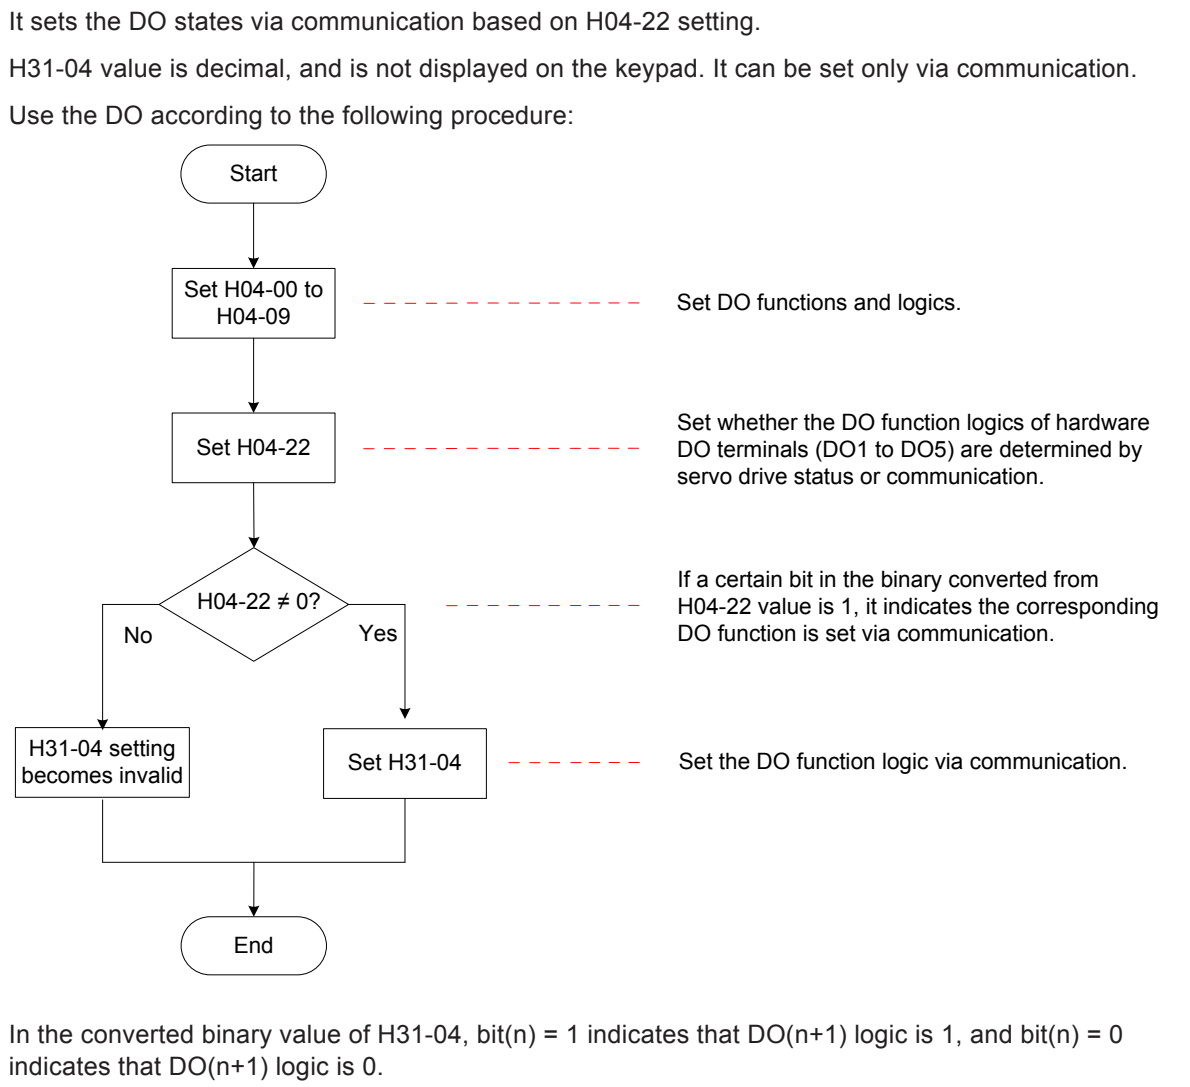 It sets the DO states via communication based on H04-22 setting.
H31-04 value is decimal, and is not displayed on the keypad. It can be set only via communication.
Use the DO according to the following procedure:
Start
Set H04-00 to
H04-09
Set DO functions and logics.
Set H04-22
Set whether the DO function logics of hardware
DO terminals (DO1 to DO5) are determined by
servo drive status or communication.
H04-22 ≠ 0?
If a certain bit in the binary converted from
H04-22 value is 1, it indicates the corresponding
DO function is set via communication.
No
Yes
H31-04 setting
becomes invalid
Set H31-04
Set the DO function logic via communication.
End
In the converted binary value of H31-04, bit(n) = 1 indicates that DO(n+1) logic is 1, and bit(n) = 0
indicates that DO(n+1) logic is 0.